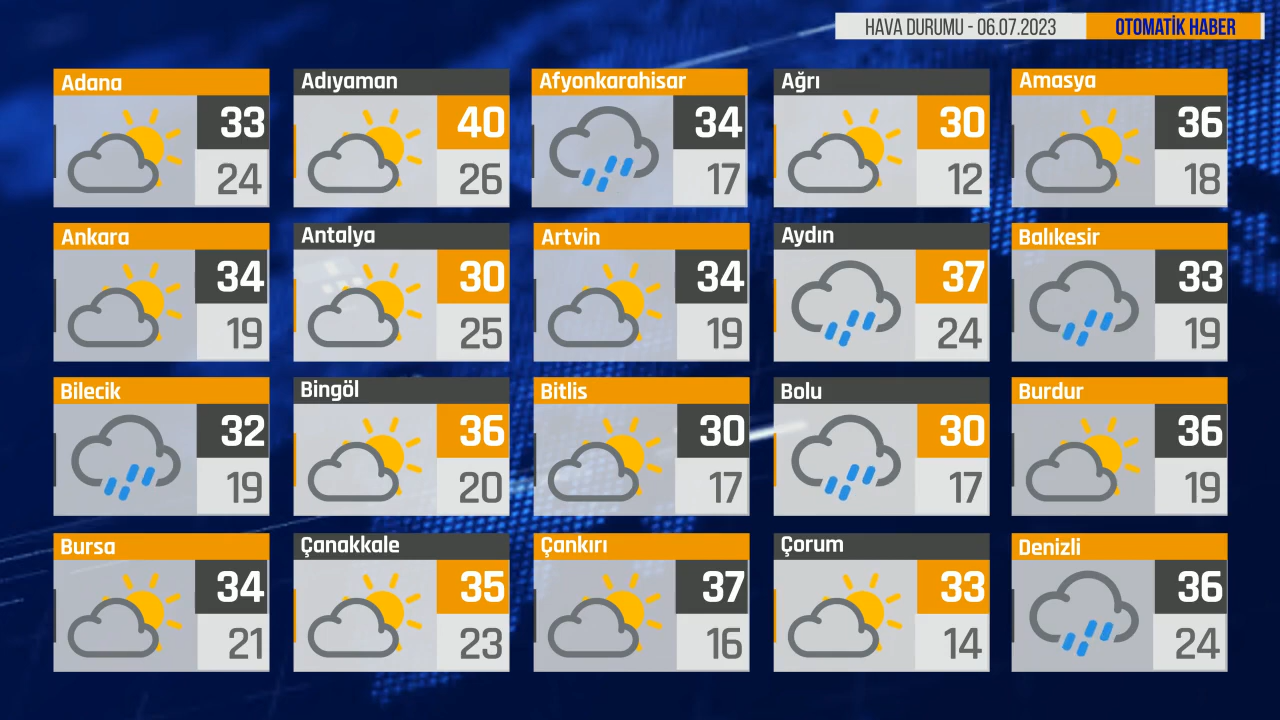 HAVA DURUMU - 06.07.2023 OTOMATİK HABER
Adana
33
24
Adıyaman
40
26
Afyonkarahisar
34
17
Ağrı
30
12
Amasya
36
18
Ankara
34
19
Antalya
30
25
Artvin
34
19
Aydın
37
24
Balıkesir
33
19
Bilecik
32
19
Bingöl
36
20
Bitlis
30
17
Bolu
30
17
Burdur
36
19
Bursa
34
21
Çanakkale
35
23
Çankırı
37
16
Çorum
33
14
Denizli
36
24